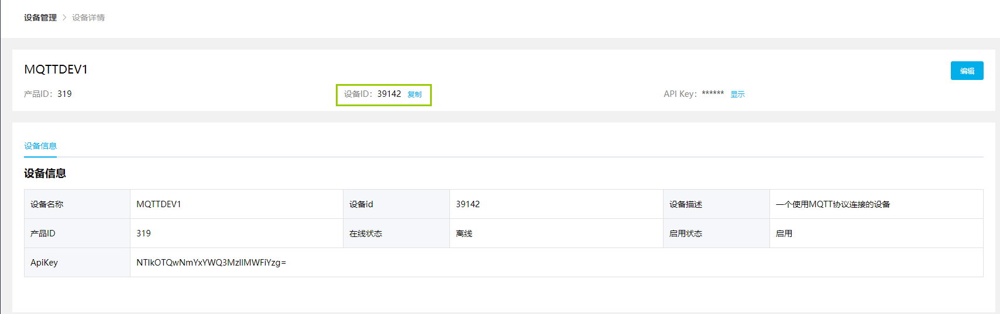 设备管理 > 设备详情
MQTTDEV1
编辑
产品ID：319 设备ID：39142 复制 API Key：****** 显示
设备信息
设备信息
设备名称 MQTTDEV1 设备id 39142 设备描述 一个使用MQTT协议连接的设备
产品ID 319 在线状态 离线 启用状态 启用
ApiKey NTlkOTQwNmYxYWQ3MzllMWFiYzg=